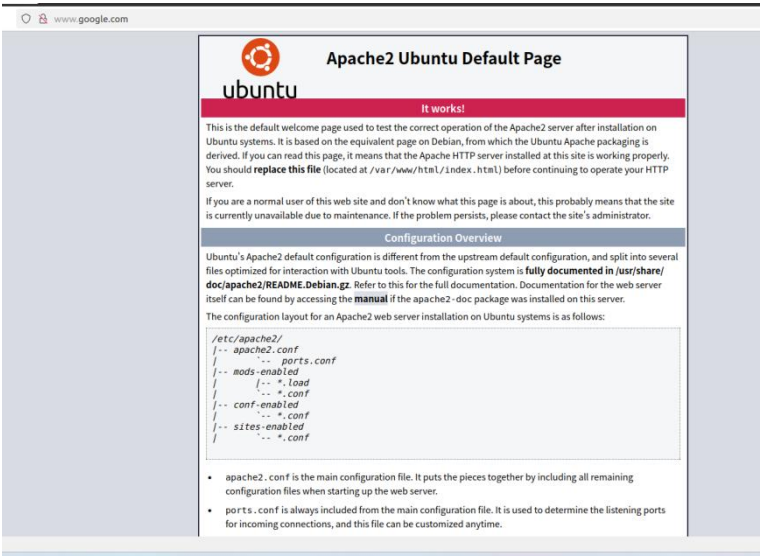 www.google.com
Apache2 Ubuntu Default Page
ubuntu
It works!
This is the default welcome page used to test the correct operation of the Apache2 server after installation on
Ubuntu systems. It is based on the equivalent page on Debian, from which the Ubuntu Apache packaging is
derived. If you can read this page, it means that the Apache HTTP server installed at this site is working properly.
You should replace this file (located at /var/www/html/index.html) before continuing to operate your HTTP
server.
If you are a normal user of this web site and don't know what this page is about, this probably means that the site
is currently unavailable due to maintenance. If the problem persists, please contact the site's administrator.
Configuration Overview
Ubuntu's Apache2 default configuration is different from the upstream default configuration, and split into several
files optimized for interaction with Ubuntu tools. The configuration system is fully documented in /usr/share/
doc/apache2/README.Debian.gz. Refer to this for the full documentation. Documentation for the web server
itself can be found by accessing the manual if the apache2-doc package was installed on this server.
The configuration layout for an Apache2 web server installation on Ubuntu systems is as follows:
/etc/apache2/
|-- apache2.conf
|       `--  ports.conf
|-- mods-enabled
|       |-- *.load
|       `-- *.conf
|-- conf-enabled
|       `-- *.conf
|-- sites-enabled
|       `-- *.conf
• apache2.conf is the main configuration file. It puts the pieces together by including all remaining
configuration files when starting up the web server.
• ports.conf is always included from the main configuration file. It is used to determine the listening ports
for incoming connections, and this file can be customized anytime.